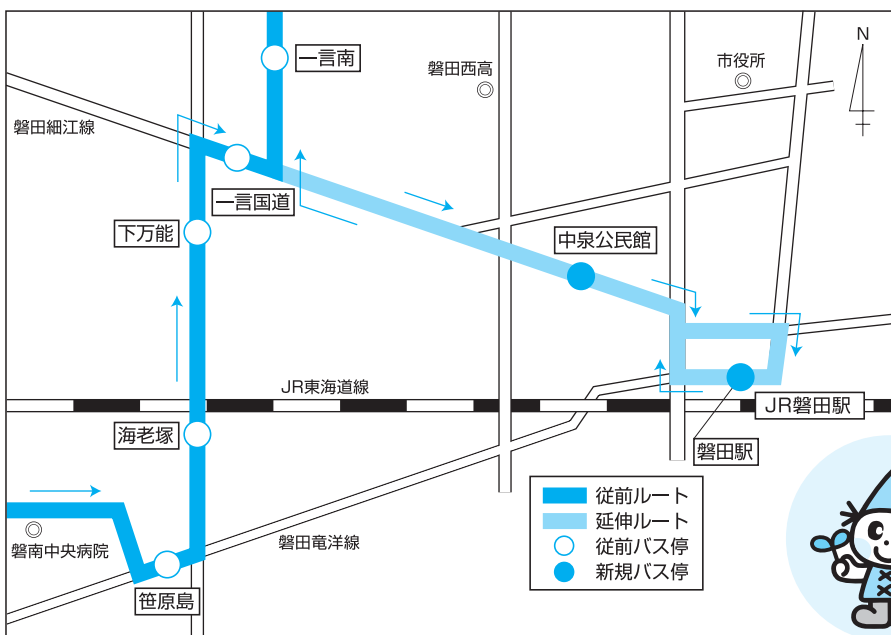 一言南
磐田西高
市役所
N
磐田細江線
一言国道
下万能
中泉公民館
JR東海道線
JR磐田駅
海老塚
磐田駅
従前ルート
延伸ルート
従前バス停
新規バス停
磐南中央病院
磐田竜洋線
笹原島